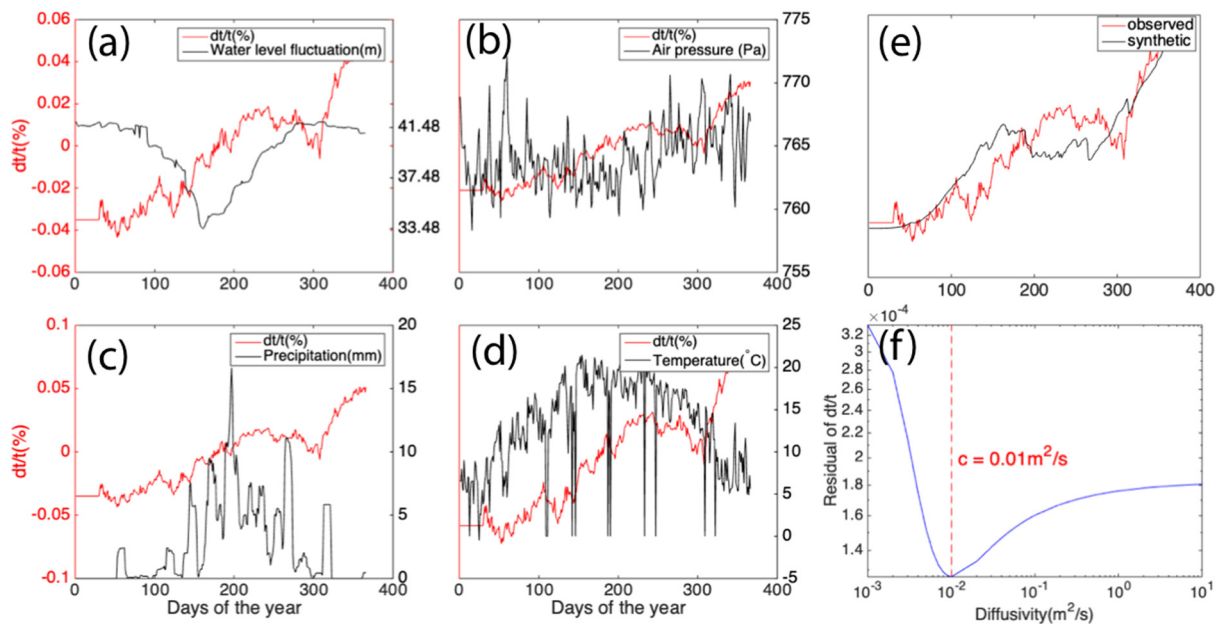 (a)
dt/t(%)
Water level fluctuation(m)
0.06
0.04
0.02
0
-0.02
-0.04
-0.06
dt/t(%)
41.48
37.48
33.48
0 100 200 300 400
(b)
dt/t(%)
Air pressure (Pa)
775
770
765
760
755
0 100 200 300 400
(e)
observed
synthetic
0 100 200 300 400
(c)
dt/t(%)
Precipitation(mm)
0.1
0.05
0
-0.05
-0.1
dt/t(%)
20
15
10
5
0
0 100 200 300 400
Days of the year
(d)
dt/t(%)
Temperature(°C)
25
20
15
10
5
0
-5
0 100 200 300 400
Days of the year
(f)
×10-4
3.2
3
2.8
2.6
2.4
2.2
2
1.8
1.6
1.4
Residual of dt/t
c = 0.01m2/s
10-3 10-2 10-1 100 101
Diffusivity(m2/s)